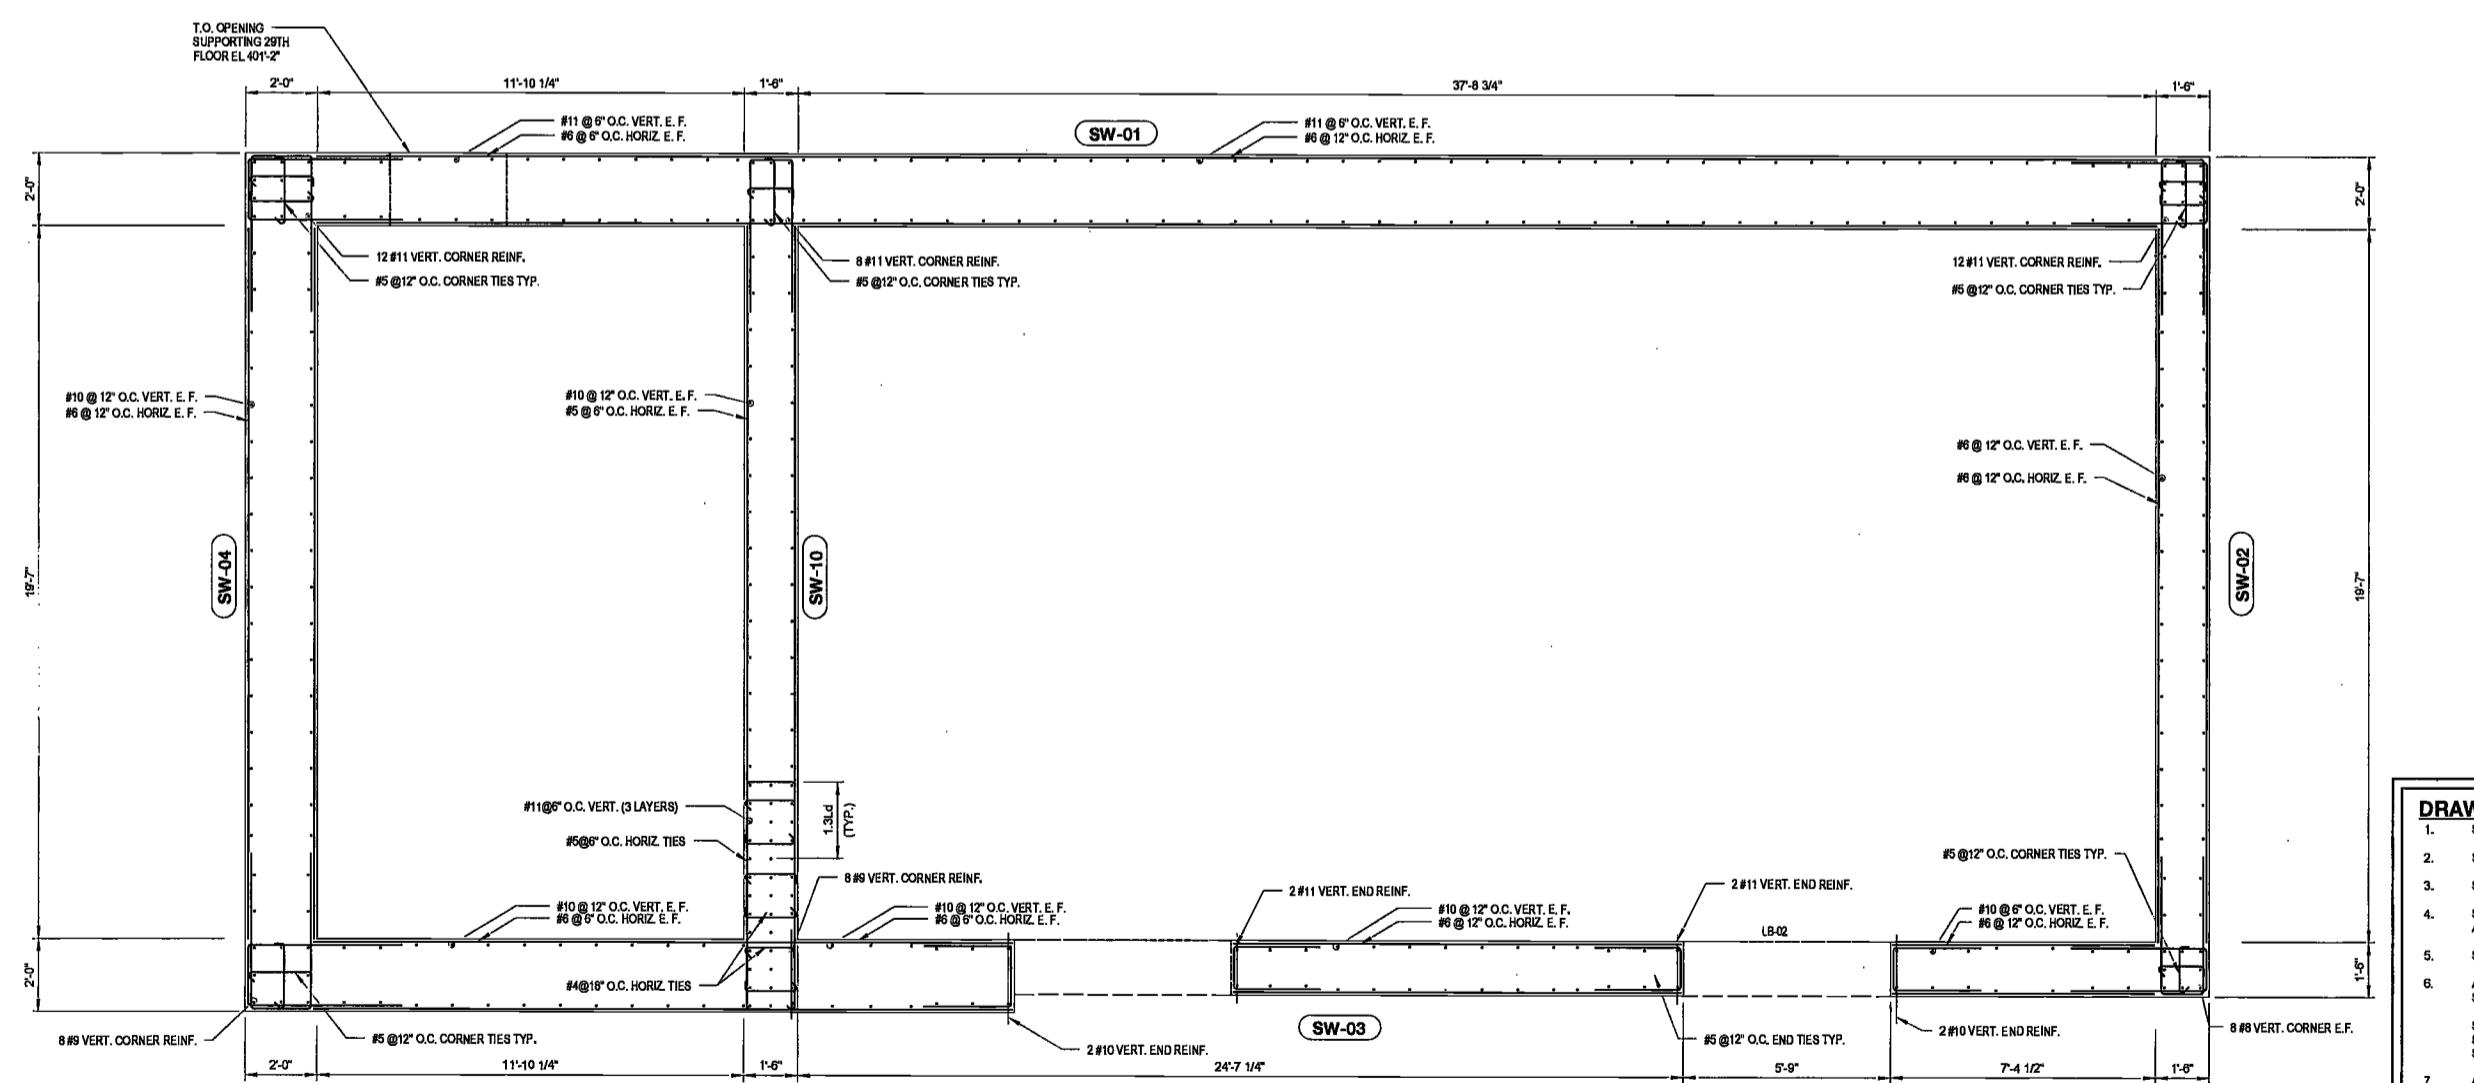 T.O. OPENING
SUPPORTING 29TH
FLOOR EL 401'-2"
2'-0"
11'-10 1/4"
1'-6"
37'-8 3/4"
1'-6"
#11 @ 6" O.C. VERT. E. F.
#6 @ 6" O.C. HORIZ. E. F.
SW-01
#11 @ 6" O.C. VERT. E. F.
#6 @ 12" O.C. HORIZ. E. F.
2'-0"
2'-0"
12 #11 VERT. CORNER REINF.
#5 @12" O.C. CORNER TIES TYP.
8 #11 VERT. CORNER REINF.
#5 @12" O.C. CORNER TIES TYP.
12 #11 VERT. CORNER REINF.
#5 @12" O.C. CORNER TIES TYP.
#10 @ 12" O.C. VERT. E. F.
#6 @ 12" O.C. HORIZ. E. F.
#10 @ 12" O.C. VERT. E. F.
#5 @ 6" O.C. HORIZ. E. F.
#6 @ 12" O.C. VERT. E. F.
#6 @ 12" O.C. HORIZ. E. F.
19'-7"
SW-04
SW-10
SW-02
19'-7"
#11@6" O.C. VERT. (3 LAYERS)
#5@6" O.C. HORIZ. TIES
1.3Ld
(TYP.)
8 #9 VERT. CORNER REINF.
#5 @12" O.C. CORNER TIES TYP.
2 #11 VERT. END REINF.
2 #11 VERT. END REINF.
#10 @ 12" O.C. VERT. E. F.
#6 @ 6" O.C. HORIZ. E. F.
#10 @ 12" O.C. VERT. E. F.
#6 @ 6" O.C. HORIZ. E. F.
#10 @ 12" O.C. VERT. E. F.
#6 @ 12" O.C. HORIZ. E. F.
LB-02
#10 @ 6" O.C. VERT. E. F.
#6 @ 12" O.C. HORIZ. E. F.
2'-0"
#4@18" O.C. HORIZ. TIES
1'-6"
SW-03
8 #9 VERT. CORNER REINF.
#5 @12" O.C. CORNER TIES TYP.
2 #10 VERT. END REINF.
#5 @12" O.C. END TIES TYP.
2 #10 VERT. END REINF.
8 #8 VERT. CORNER E.F.
2'-0"
11'-10 1/4"
1'-6"
24'-7 1/4"
5'-9"
7'-4 1/2"
1'-6"
1.
2.
3.
4.
5.
6.
7.